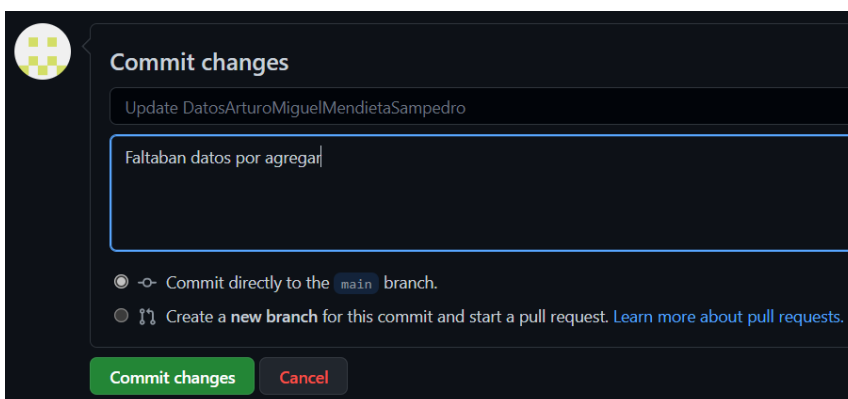 Commit changes
Update DatosArturoMiguelMendietaSampedro
Faltaban datos por agregar
Commit directly to the main branch.
Create a new branch for this commit and start a pull request. Learn more about pull requests.
Commit changes Cancel